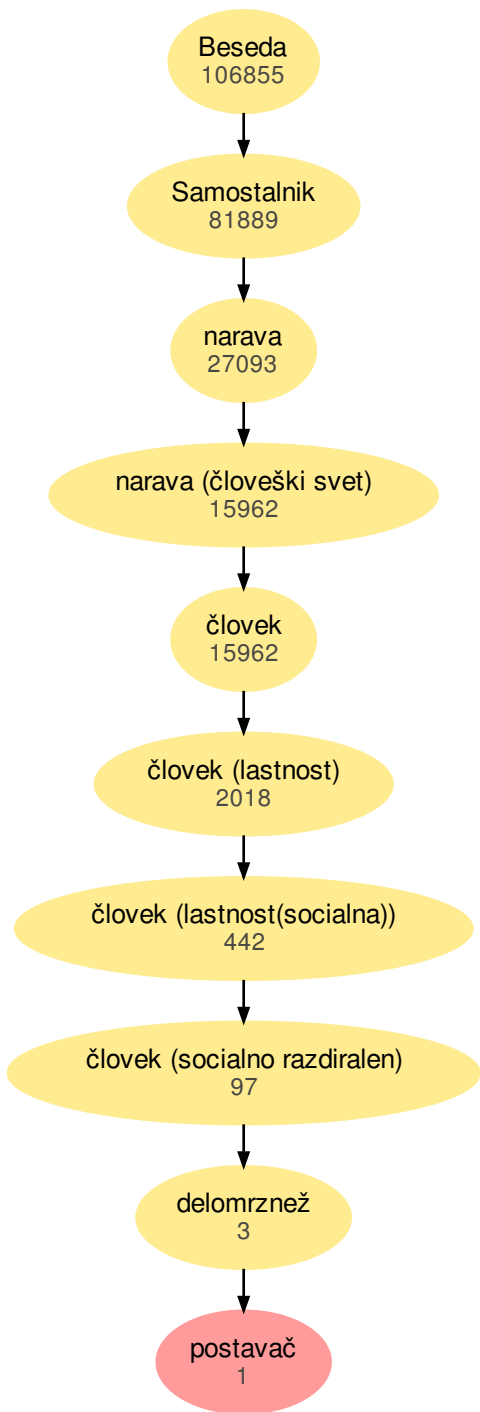 Beseda
106855
Samostalnik
81889
narava
27093
narava (človeški svet)
15962
človek
15962
človek (lastnost)
2018
človek (lastnost(socialna))
442
človek (socialno razdiralen)
97
delomrznež
3
postavač
1